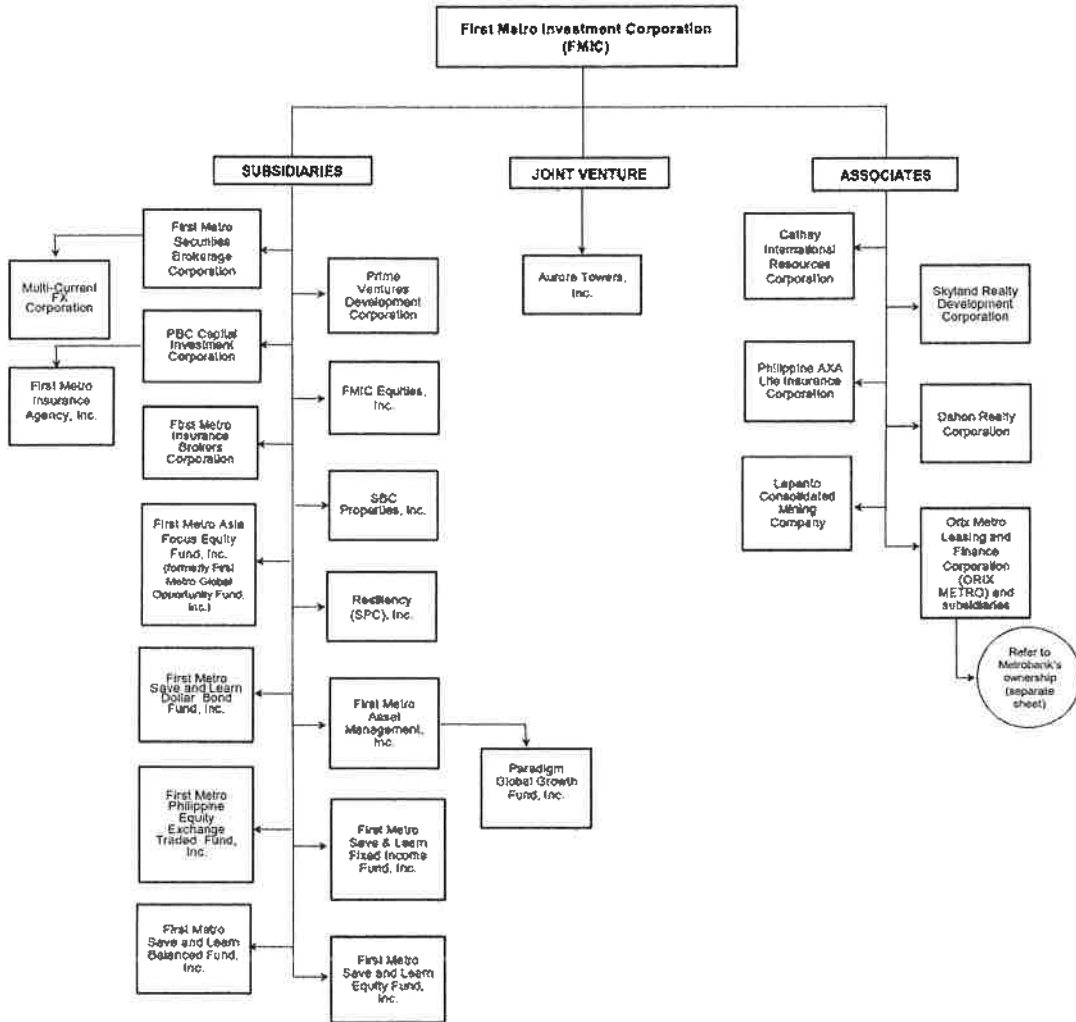 First Metro Investment Corporation
(FMIC)
SUBSIDIARIES
JOINT VENTURE
ASSOCIATES
First Metro
Securities
Brokerage
Corporation
Multi-Current
FX
Corporation
Prime
Ventures
Development
Corporation
PBC Capital
Investment
Corporation
First Metro
Insurance
Agency, Inc.
FMIC Equities,
Inc.
First Metro
Insurance
Brokers
Corporation
SBC
Properties, Inc.
First Metro Asia
Focus Equity
Fund, Inc.
(formerly First
Metro Global
Opportunity Fund,
Inc.)
Resiliency
(SPC), Inc.
First Metro
Save and Learn
Dollar Bond
Fund, Inc.
First Metro
Asset
Management,
Inc.
Paradigm
Global Growth
Fund, Inc.
First Metro
Philippine
Equity
Exchange
Traded Fund,
Inc.
First Metro
Save & Learn
Fixed Income
Fund, Inc.
First Metro
Save and Learn
Balanced Fund,
Inc.
First Metro
Save and Learn
Equity Fund,
Inc.
Aurora Towers,
Inc.
Cathay
International
Resources
Corporation
Skyland Realty
Development
Corporation
Philippine AXA
Life Insurance
Corporation
Dahon Realty
Corporation
Lepanto
Consolidated
Mining
Company
Orix Metro
Leasing and
Finance
Corporation
(ORIX
METRO) and
subsidiaries
Refer to
Metrobank's
ownership
(separate
sheet)